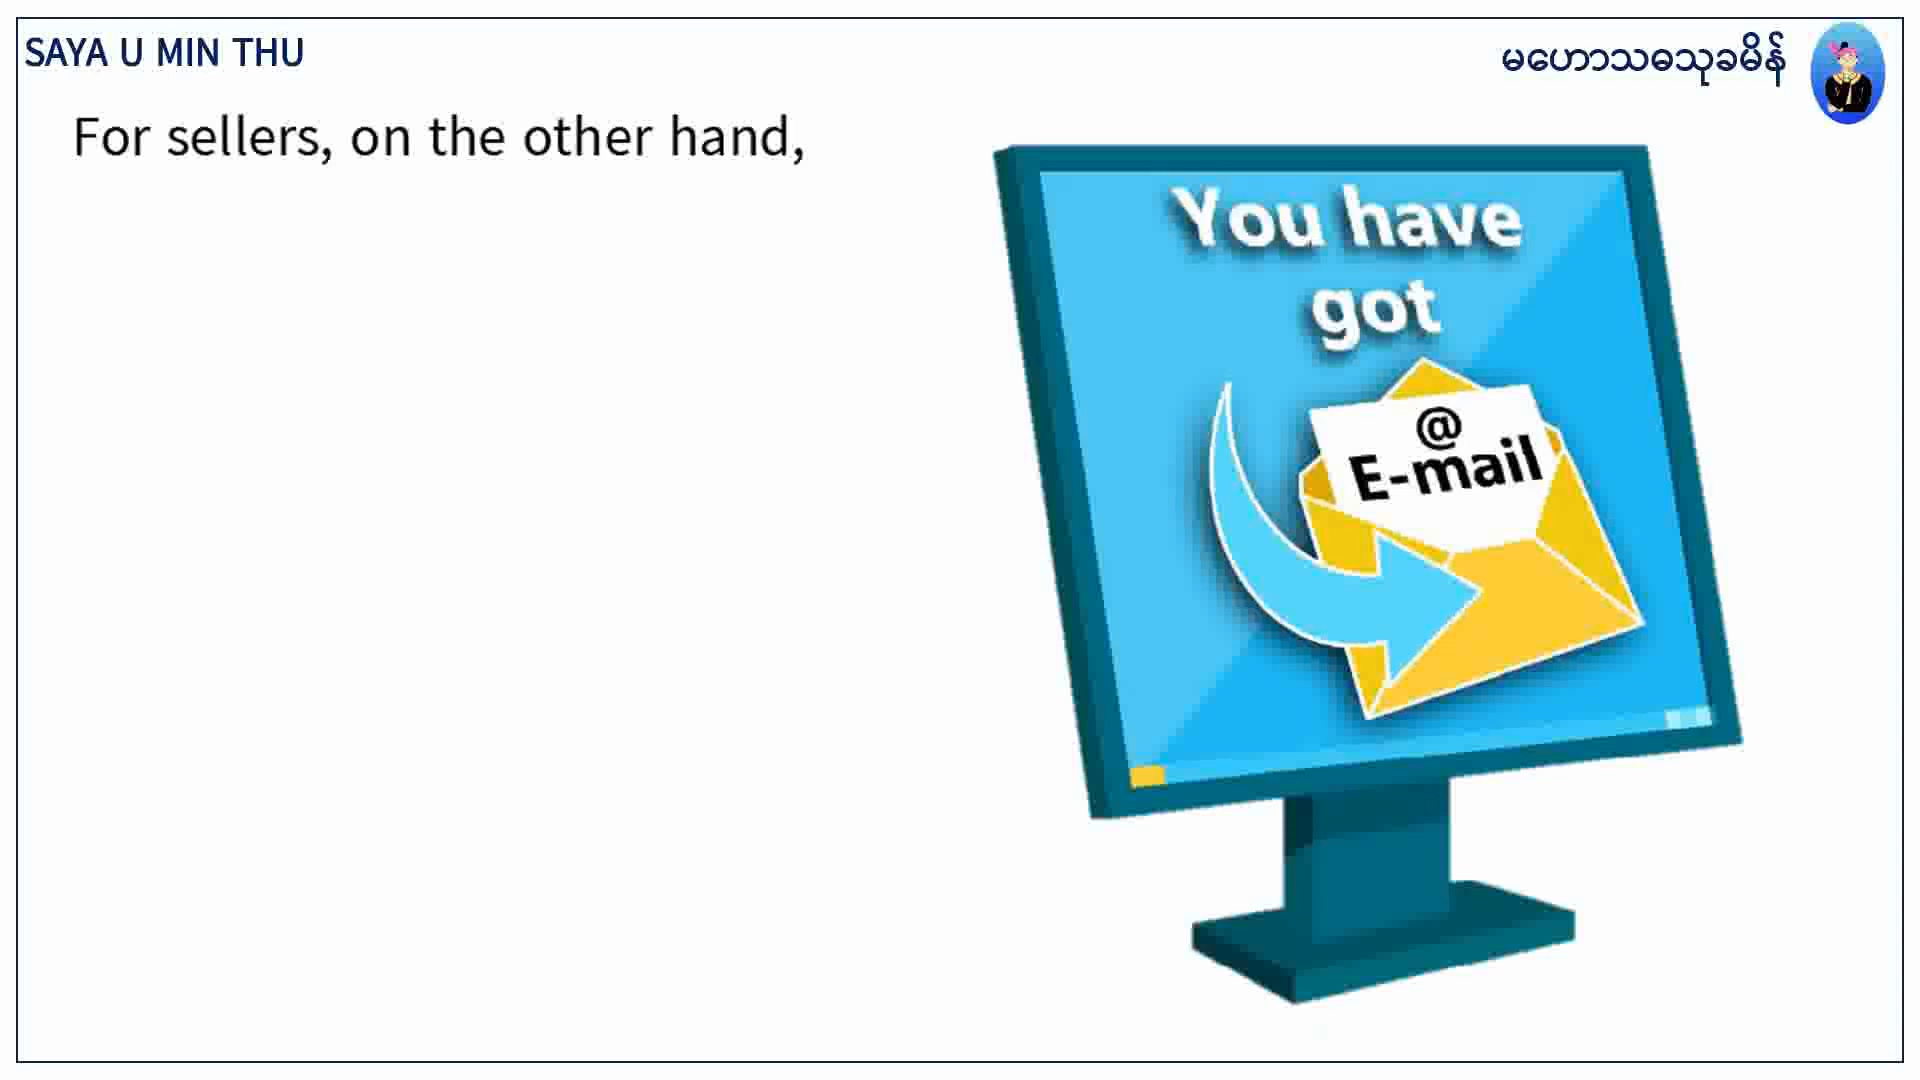 SAYA U MIN THU
မဟောသဓသုခမိန်
For sellers, on the other hand,
You have
got
@
E-mail